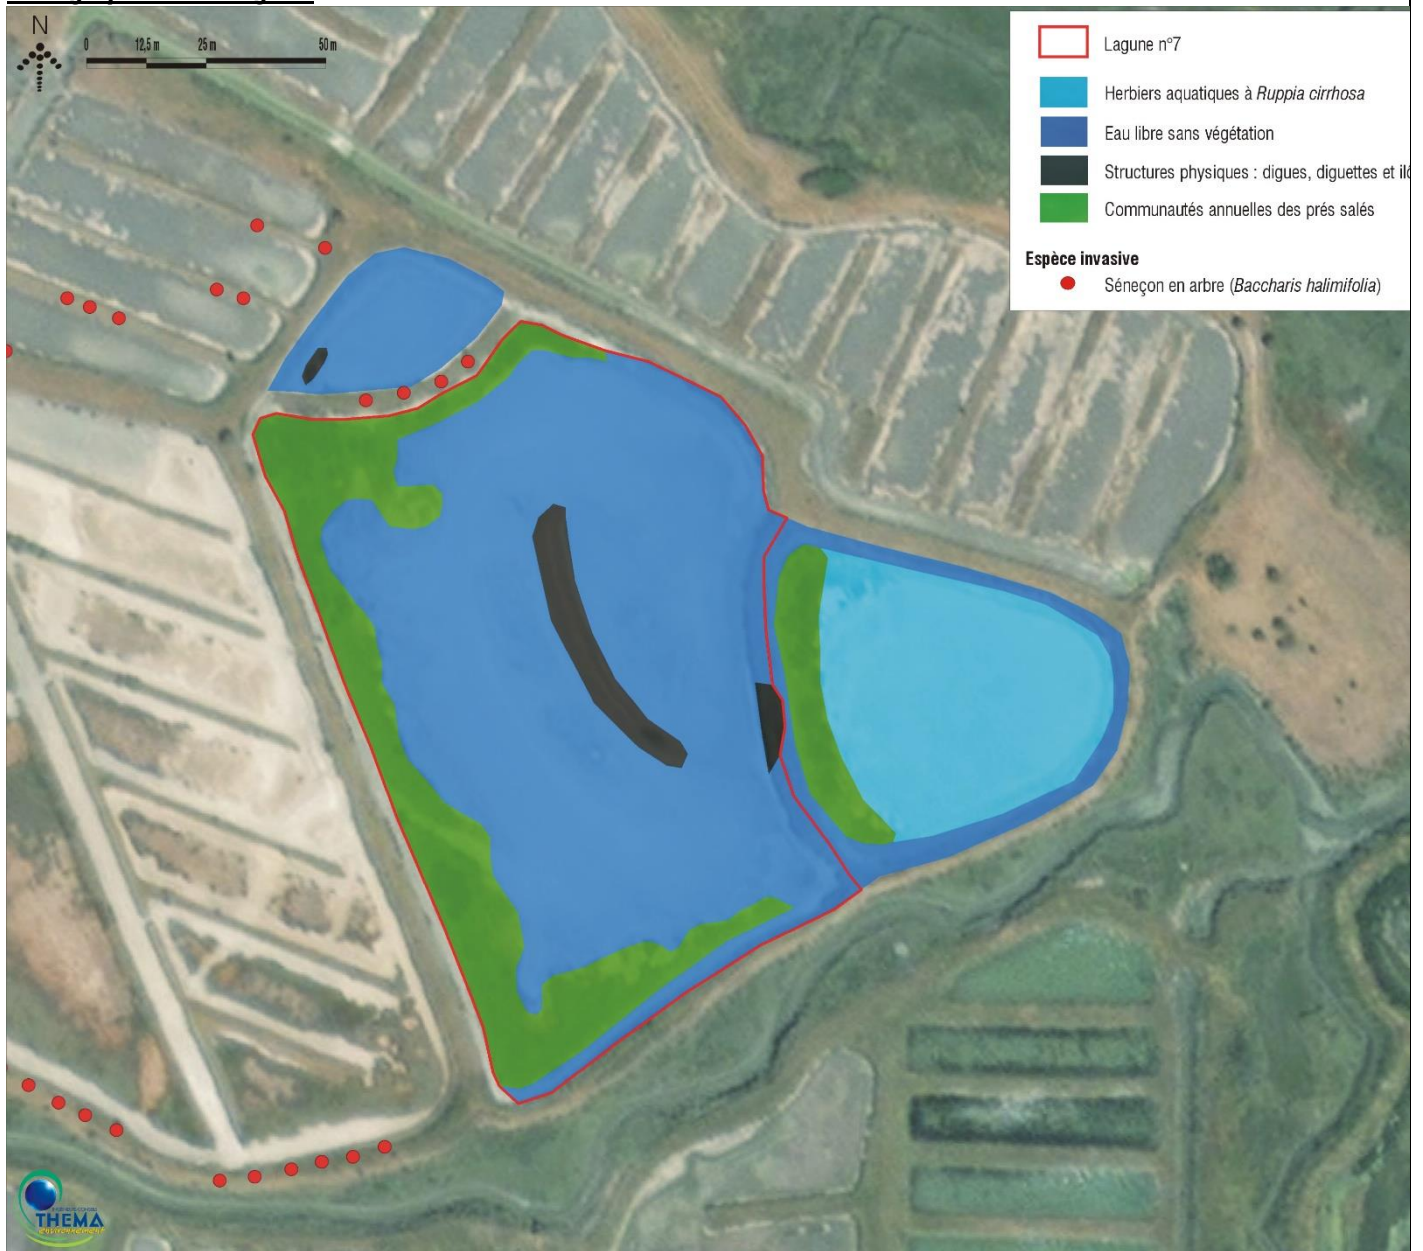 N
0 12,5 m 25 m 50 m
Lagune n°7
Herbiers aquatiques à Ruppia cirrhosa
Eau libre sans végétation
Structures physiques : digues, diguettes et il
Communautés annuelles des prés salés
Espèce invasive
Séneçon en arbre (Baccharis halimifolia)
THEMA
ENVIRONNEMENT